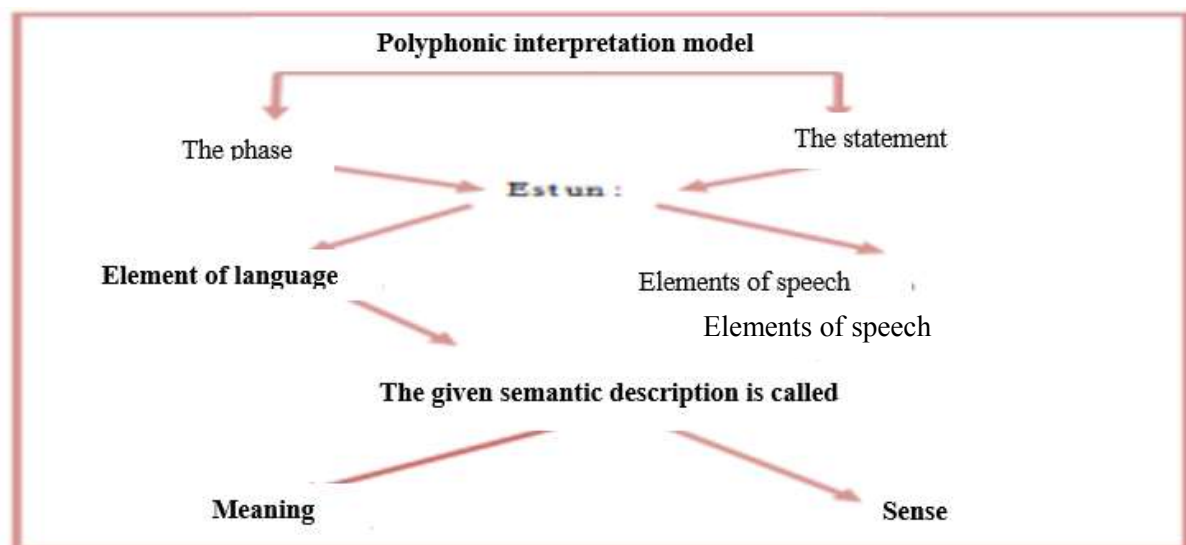 Polyphonic interpretation model
The phase
The statement
Est un :
Element of language
Elements of speech
Elements of speech
The given semantic description is called
Meaning
Sense